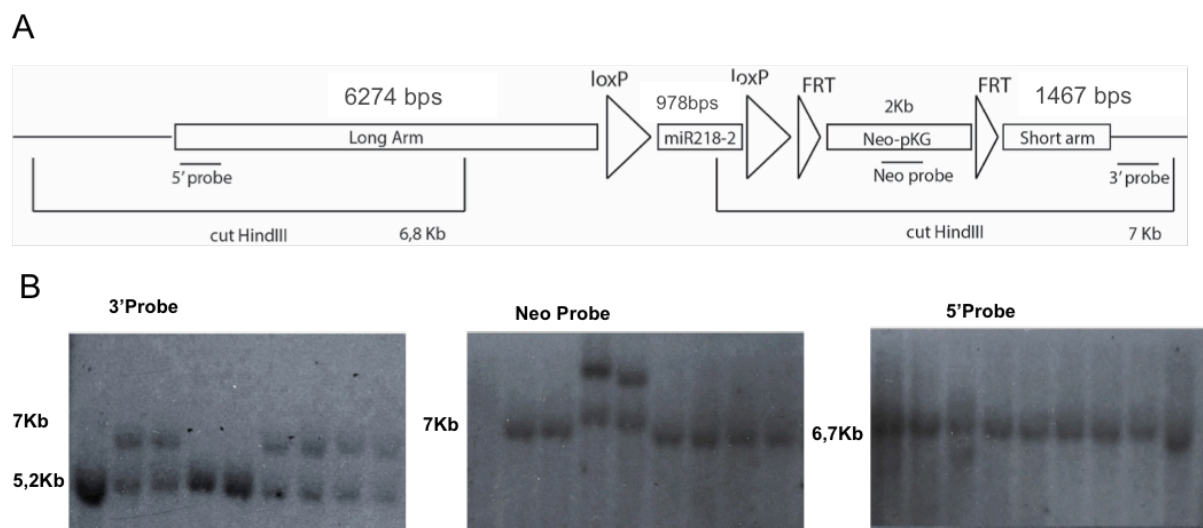 A
loxP
loxP
FRT
FRT
6274 bps
978bps
2Kb
1467 bps
Long Arm
miR218-2
Neo-pKG
Short arm
5' probe
Neo probe
3' probe
cut HindIII
6,8 Kb
cut HindIII
7 Kb
B
3'Probe
Neo Probe
5'Probe
7Kb
5,2Kb
7Kb
6,7Kb